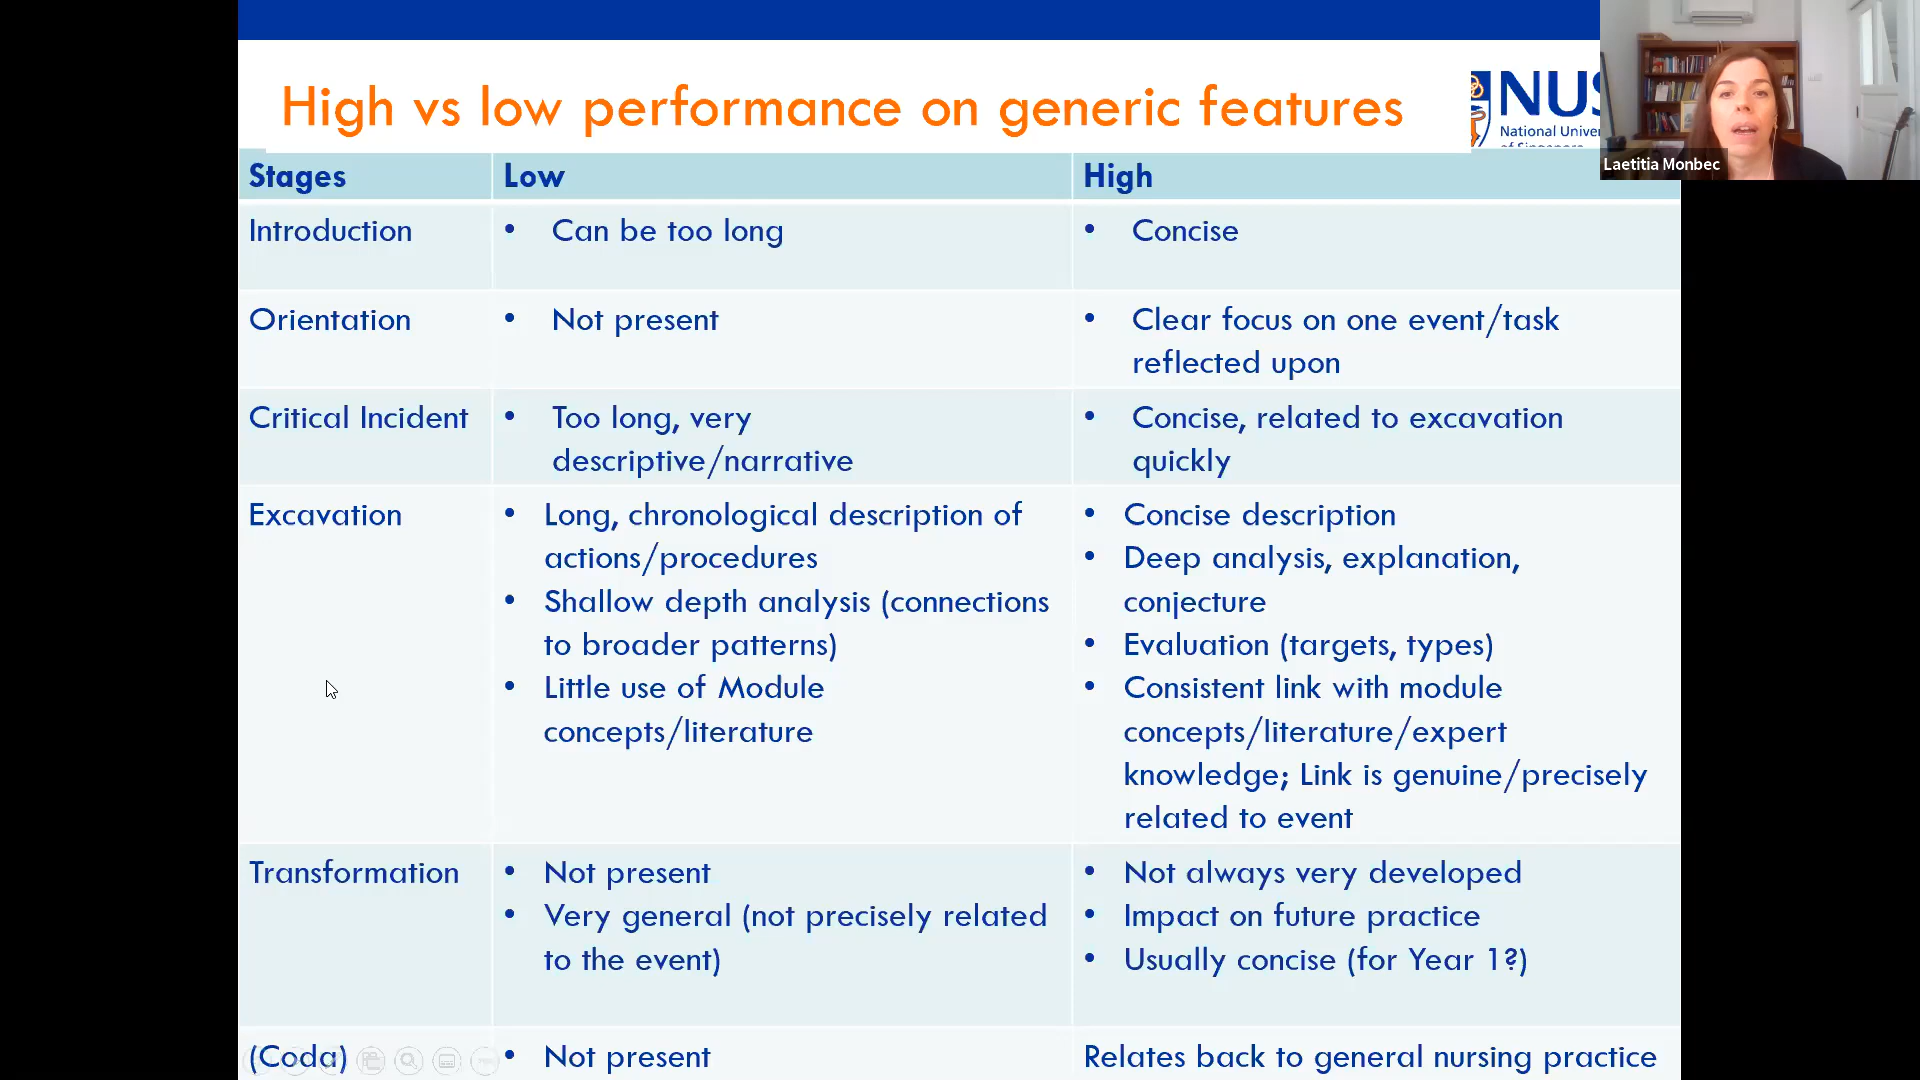 High vs low performance on generic features
NUS
National Univer
of Singapore
Laetitia Monbec
Stages
Low
High
Introduction
• Can be too long
• Concise
Orientation
• Not present
• Clear focus on one event/task
reflected upon
Critical Incident
• Too long, very
descriptive/narrative
• Concise, related to excavation
quickly
Excavation
• Long, chronological description of
actions/procedures
• Shallow depth analysis (connections
to broader patterns)
• Little use of Module
concepts/literature
• Concise description
• Deep analysis, explanation,
conjecture
• Evaluation (targets, types)
• Consistent link with module
concepts/literature/expert
knowledge; Link is genuine/precisely
related to event
Transformation
• Not present
• Very general (not precisely related
to the event)
• Not always very developed
• Impact on future practice
• Usually concise (for Year 1?)
(Coda)
• Not present
Relates back to general nursing practice